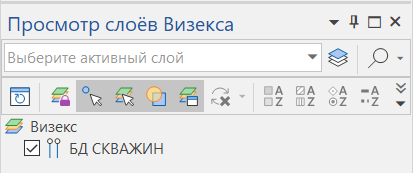 Просмотр слоёв Визекса
Выберите активный слой
A Z A Z A Z A Z
Визекс
БД СКВАЖИН